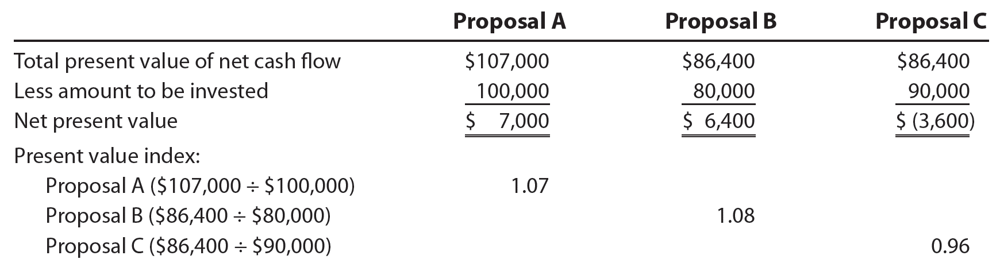 Proposal A Proposal B Proposal C
Total present value of net cash flow $107,000 $86,400 $86,400
Less amount to be invested 100,000 80,000 90,000
Net present value $ 7,000 $ 6,400 $ (3,600)
Present value index:
Proposal A ($107,000 ÷ $100,000) 1.07
Proposal B ($86,400 ÷ $80,000) 1.08
Proposal C ($86,400 ÷ $90,000) 0.96